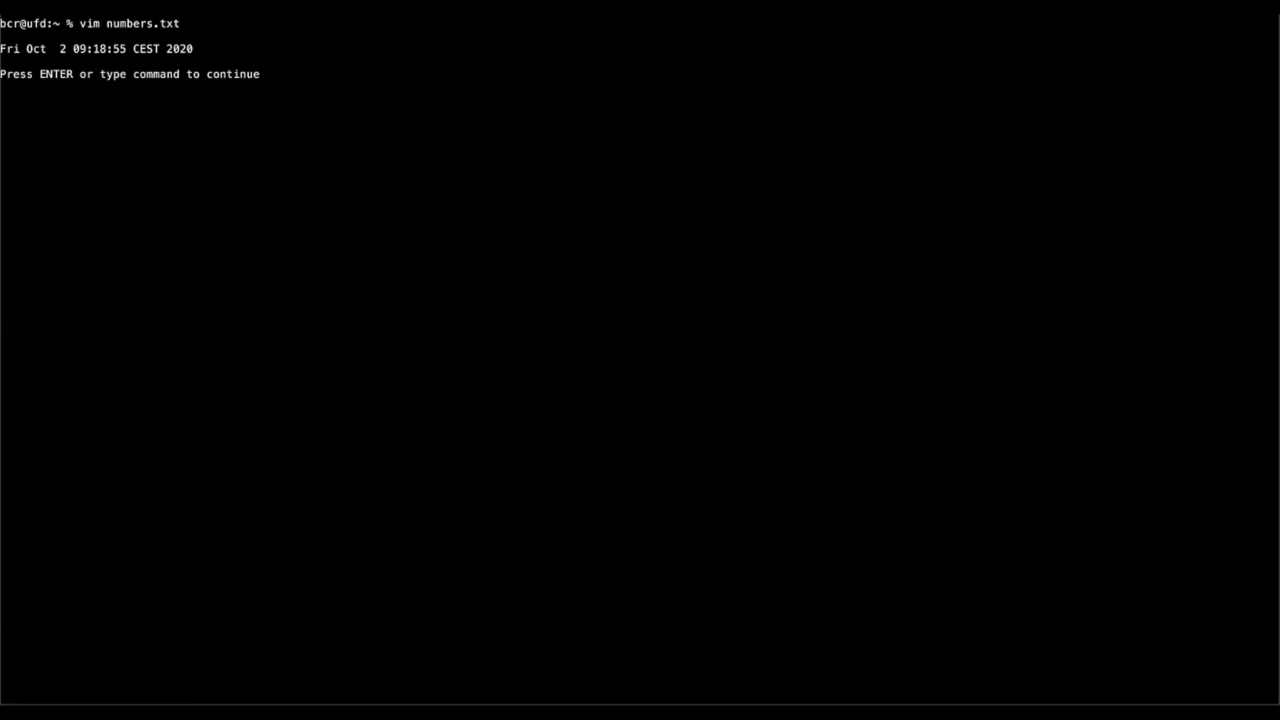 bcr@ufd:~ % vim numbers.txt
Fri Oct  2 09:18:55 CEST 2020
Press ENTER or type command to continue